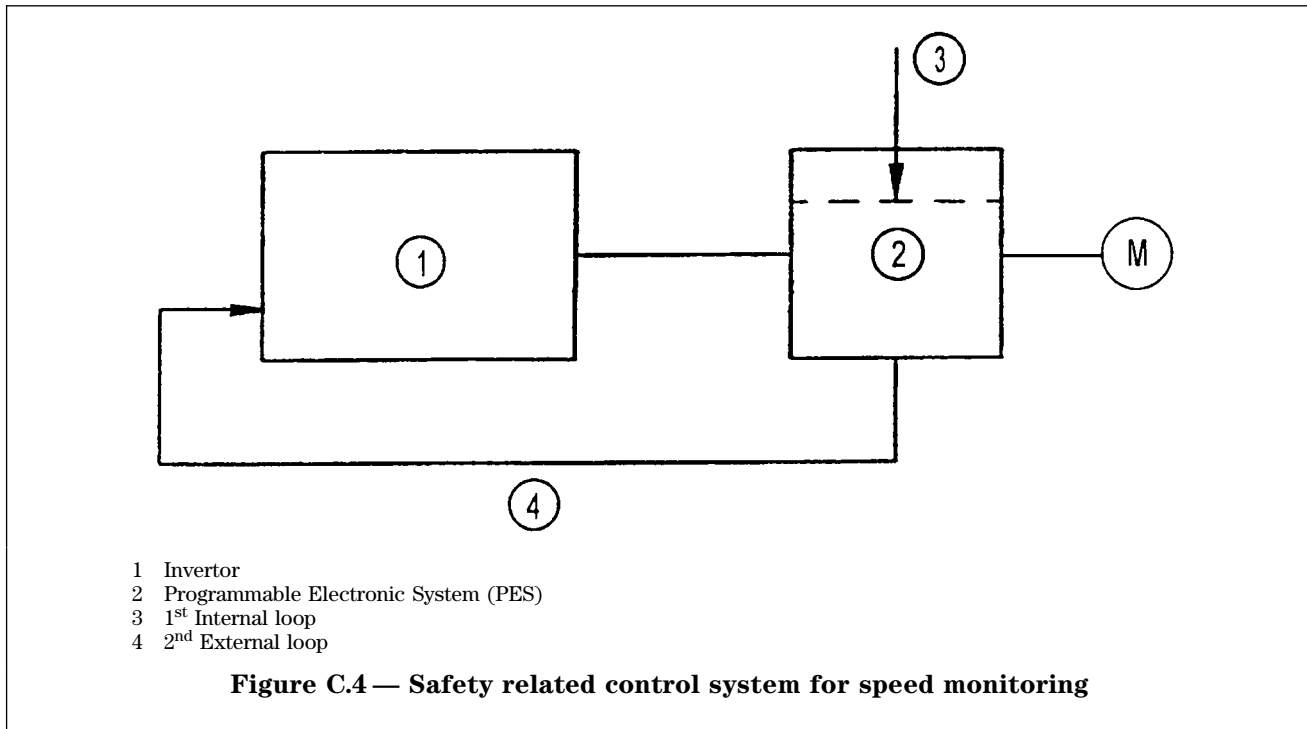 3
1
2
M
4
1 Invertor
2 Programmable Electronic System (PES)
3 1st Internal loop
4 2nd External loop
Figure C.4 — Safety related control system for speed monitoring